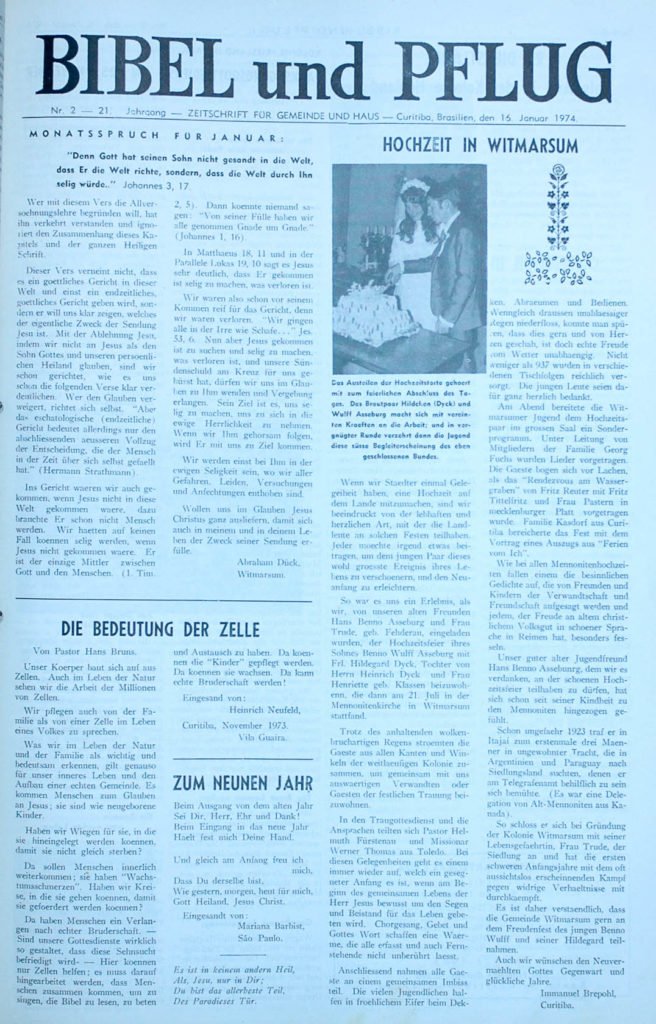 BIBEL und PFLUG
Nr. 2 — 21. Jahrgang — ZEITSCHRIFT FÜR GEMEINDE UND HAUS — Curitiba, Brasilien, den 15. Januar 1974.
MONATSSPRUCH FÜR JANUAR:
"Denn Gott hat seinen Sohn nicht gesandt in die Welt,
dass Er die Welt richte, sondern, dass die Welt durch Ihn
selig würde.." Johannes 3, 17.
Wer mit diesem Vers die Allver-
soehnungslehre begründen will, hat
ihn verkehrt verstanden und igno-
riert den Zusammenhang dieses Ka-
pitels und der ganzen Heiligen
Schrift.
Dieser Vers verneint nicht, dass
es ein goettliches Gericht in dieser
Welt und einst ein endzeitliches,
goettliches Gericht geben wird, son-
dern er will uns klar zeigen, welches
der eigentliche Zweck der Sendung
Jesu ist. Mit der Ablehnung Jesu,
indem wir nicht an Jesus als den
Sohn Gottes und unseren persoenli-
chen Heiland glauben, sind wir
schon gerichtet, wie es uns
schon die folgenden Verse klar ver-
deutlichen. Wer den Glauben ver-
weigert, richtet sich selbst. "Aber
das eschatologische (endzeitliche)
Gericht bedeutet allerdings nur den
abschliessenden aeusseren Vollzug
der Entscheidung, die der Mensch
in der Zeit über sich selbst gefaellt
hat." (Hermann Strathmann).
Ins Gericht waeren wir auch ge-
kommen, wenn Jesus nicht in diese
Welt gekommen waere, dazu
brauchte Er schon nicht Mensch
werden. Wir haetten auf keinen
Fall koennen selig werden, wenn
Jesus nicht gekommen waere. Er
ist der einzige Mittler zwischen
Gott und den Menschen. (1. Tim.
2, 5). Dann koennte niemand sa-
gen: "Von seiner Fülle haben wir
alle genommen Gnade um Gnade."
(Johannes 1, 16).
In Matthaeus 18, 11 und in der
Parallele Lukas 19, 10 sagt es Jesus
sehr deutlich, dass Er gekommen
ist selig zu machen, was verloren ist.
Wir waren also schon vor seinem
Kommen reif für das Gericht, denn
wir waren verloren. "Wir gingen
alle in der Irre wie Schafe..." Jes.
53, 6. Nun aber Jesus gekommen
ist zu suchen und selig zu machen,
was verloren ist, und unsere Sün-
denschuld am Kreuz für uns ge-
büsst hat, dürfen wir uns im Glau-
ben zu Ihm wenden und Vergebung
erlangen. Sein Ziel ist es, uns se-
lig zu machen, uns zu sich in die
ewige Herrlichkeit zu nehmen.
Wenn wir Ihm gehorsam folgen,
wird Er mit uns zu Ziel kommen.
Wir werden einst bei Ihm in der
ewigen Seligkeit sein, wo wir aller
Gefahren, Leiden, Versuchungen
und Anfechtungen enthoben sind.
Wollen uns im Glauben Jesus
Christus ganz ausliefern, damit sich
auch in meinem und in deinem Le-
ben der Zweck seiner Sendung er-
fülle.
Abraham Dück,
Witmarsum.
DIE BEDEUTUNG DER ZELLE
Von Pastor Hans Bruns.
Unser Koerper baut sich auf aus
Zellen. Auch im Leben der Natur
sehen wir die Arbeit der Millionen
von Zellen.
Wir pflegen auch von der Fa-
milie als von einer Zelle im Leben
eines Volkes zu sprechen.
Was wir im Leben der Natur
und der Familie als wichtig und
bedeutsam erkennen, gilt genauso
für unser inneres Leben und den
Aufbau einer echten Gemeinde. Es
kommen Menschen zum Glauben
an Jesus; sie sind wie neugeborene
Kinder.
Haben wir Wiegen für sie, in die
sie hineingelegt werden koennen,
damit sie nicht gleich sterben?
Da sollen Menschen innerlich
weiterkommen; sie haben "Wachs-
tumsschmerzen". Haben wir Krei-
se, in die sie gehen koennen, damit
sie gefoerdert werden koennen?
Da haben Menschen ein Verlan-
gen nach echter Bruderschaft. —
Sind unsere Gottesdienste wirklich
so gestaltet, dass diese Sehnsucht
befriedigt wird. — Hier koennen
nur Zellen helfen; es muss darauf
hingearbeitet werden, dass Men-
schen zusammen kommen, um zu
singen, die Bibel zu lesen, zu beten
und Austausch zu haben. Da koen-
nen die "Kinder" gepflegt werden.
Da koennen sie wachsen. Da kann
echte Bruderschaft werden!
Eingesand von:
Heinrich Neufeld,
Curitiba, November 1973.
Vila Guaira.
ZUM NEUNEN JAHR
Beim Ausgang von dem alten Jahr
Sei Dir, Herr, Ehr und Dank!
Beim Eingang in das neue Jahr
Haelt fest mich Deine Hand.
Und gleich am Anfang freu ich
mich,
Dass Du derselbe bist,
Wie gestern, morgen, heut für mich,
Gott Heiland, Jesus Christ.
Eingesandt von:
Mariana Barbist,
São Paulo.
Es ist in keinem andern Heil,
Als, Jesu, nur in Dir;
Du bist das allerbeste Teil,
Des Paradieses Tür.
HOCHZEIT IN WITMARSUM
Das Austeilen der Hochzeitstorte gehoert
mit zum feierlichen Abschluss des Ta-
ges. Das Brautpaar Hildchen (Dyck) und
Wulff Asseburg macht sich mit verein-
ten Kraeften an die Arbeit; und in ver-
gnügter Runde verzehrt dann die Jugend
diese süsse Begleiterscheinung des eben
geschlossenen Bundes.
Wenn wir Staedter einmal Gele-
gelheit haben, eine Hochzeit auf
dem Lande mitzumachen, sind wir
beeindruckt von der lebhaften und
herzlichen Art, mit der die Land-
leute an solchen Festen teilhaben.
Jeder moechte irgend etwas bei-
tragen, um dem jungen Paar dieses
wohl groesste Ereignis ihres Le-
bens zu verschoenern, und den Neu-
anfang zu erleichtern.
So war es uns ein Erlebnis, als
wir, von unseren alten Freunden
Hans Benno Asseburg und Frau
Trude, geb. Fehderau, eingeladen
wurden, der Hochzeitsfeier ihres
Sohnes Benno Wulff Asseburg mit
Frl. Hildegard Dyck, Tochter von
Herrn Heinrich Dyck und Frau
Henriette geb. Klassen beizuwoh-
nen, die dann am 21. Juli in der
Mennonitenkirche in Witmarsum
stattfand.
Trotz des anhaltenden wolken-
bruchartigen Regens stroemten die
Gaeste aus allen Kanten und Win-
keln der weitlaeufigen Kolonie zu-
sammen, um gemeinsam mit uns
auswaertigen Verwandten oder
Gaesten der festlichen Trauung bei-
zuwohnen.
In den Traugottesdienst und die
Ansprachen teilten sich Pastor Hel-
muth Fürstenau und Missionar
Werner Thomas aus Toledo. Bei
diesen Gelegenheiten geht es einem
immer wieder auf, welch ein geseg-
neter Anfang es ist, wenn am Be-
ginn des gemeinsamen Lebens der
Herr Jesus bewusst um den Segen
und Beistand für das Leben gebe-
ten wird. Chorgesang, Gebet und
Gottes Wort schaffen eine Waer-
me, die alle erfasst und auch Fern-
stehende nicht unberührt laesst.
Anschliessend nahmen alle Gae-
ste an einem gemeinsamen Imbiss
teil. Die vielen Jugendlichen hal-
fen in froehlichem Eifer beim Dek-
ken, Abraeumen und Bedienen.
Wenngleich draussen unablaessiger
Regen niederfloss, konnte man spü-
ren, dass dies gern und von Her-
zen geschah, ist doch echte Freude
vom Wetter unabhaengig. Nicht
weniger als 937 wurden in verschie-
denen Tischfolgen reichlich ver-
sorgt. Die jungen Leute seien da-
für ganz herzlich bedankt.
Am Abend bereitete die Wit-
marsumer Jugend dem Hochzeits-
paar im grossen Saal ein Sonder-
programm. Unter Leitung von
Mitgliedern der Familie Georg
Fuchs wurden Lieder vorgetragen.
Die Gaeste bogen sich vor Lachen,
als das "Rendezvous am Wasser-
graben" von Fritz Reuter mit Fritz
Tittelfitz und Frau Pastern in
mecklenburger Platt vorgetragen
wurde. Familie Kasdorf aus Curi-
tiba bereicherte das Fest mit dem
Vortrag eines Auszugs aus "Ferien
vom Ich".
Wie bei allen Mennonitenhochzei-
ten fallen einem die besinnlichen
Gedichte auf, die von Freunden und
Kindern der Verwandtschaft und
Freundschaft aufgesagt werden und
jedem, der Freude an altem christ-
lichem Volksgut in schoener Spra-
che in Reimen hat, besonders fes-
seln.
Unser guter alter Jugendfreund
Hans Benno Assebuurg, dem wir es
verdanken, an der schoenen Hoch-
zeitsfeier teilhaben zu dürfen, hat
sich schon seit seiner Kindheit zu
den Mennoniten hingezogen ge-
fühlt.
Schon ungefaehr 1923 traf er in
Itajaí zum erstenmale drei Maen-
ner in ungewohnter Tracht, die in
Argentinien und Paraguay nach
Siedlungsland suchten, denen er
am Telegrafenamt behilflich zu sein
sich bemühte. (Es war eine Dele-
gation von Alt-Mennoniten aus Ka-
nada).
So schloss er sich bei Gründung
der Kolonie Witmarsum mit seiner
Lebensgefaehrtin, Frau Trude, der
Siedlung an und hat die ersten
schweren Anfangsjahre mit dem oft
aussichtslos erscheinenden Kampf
gegen widrige Verhaeltnisse mit
durchkaempft.
Es ist daher verstaendlich, dass
die Gemeinde Witmarsum gern an
dem Freudenfest des jungen Benno
Wulff und seiner Hildegard teil-
nahmen.
Auch wir wünschen den Neuver-
maehlten Gottes Gegenwart und
glückliche Jahre.
Immanuel Brepohl,
Curitiba.